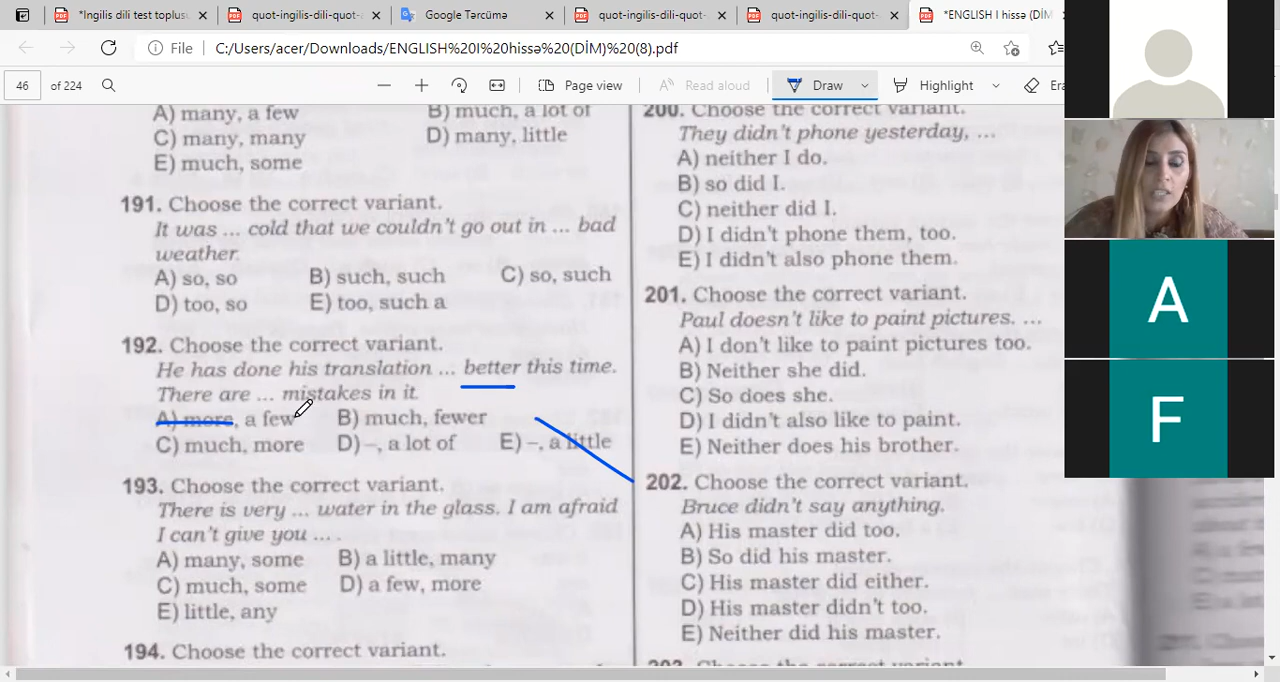 *Ingilis dili test toplusu
quot-ingilis-dili-quot-
Google Tərcümə
quot-ingilis-dili-quot-
quot-ingilis-dili-quot-
*ENGLISH I hissə (DİM
File
C:/Users/acer/Downloads/ENGLISH%20I%20hissə%20(DİM)%20(8).pdf
46 of 224
Page view
Read aloud
Draw
Highlight
Era
A) many, a few B) much, a lot of
C) many, many D) many, little
E) much, some
191. Choose the correct variant.
It was ... cold that we couldn't go out in ... bad
weather.
A) so, so B) such, such C) so, such
D) too, so E) too, such a
192. Choose the correct variant.
He has done his translation ... better this time.
There are ... mistakes in it.
A) more, a few B) much, fewer
C) much, more D) –, a lot of E) –, a little
193. Choose the correct variant.
There is very ... water in the glass. I am afraid
I can't give you ... .
A) many, some B) a little, many
C) much, some D) a few, more
E) little, any
194. Choose the correct variant.
200. Choose the correct variant.
They didn't phone yesterday, ...
A) neither I do.
B) so did I.
C) neither did I.
D) I didn't phone them, too.
E) I didn't also phone them.
201. Choose the correct variant.
Paul doesn't like to paint pictures. ...
A) I don't like to paint pictures too.
B) Neither she did.
C) So does she.
D) I didn't also like to paint.
E) Neither does his brother.
202. Choose the correct variant.
Bruce didn't say anything.
A) His master did too.
B) So did his master.
C) His master did either.
D) His master didn't too.
E) Neither did his master.
203. Choose the correct variant
A
F